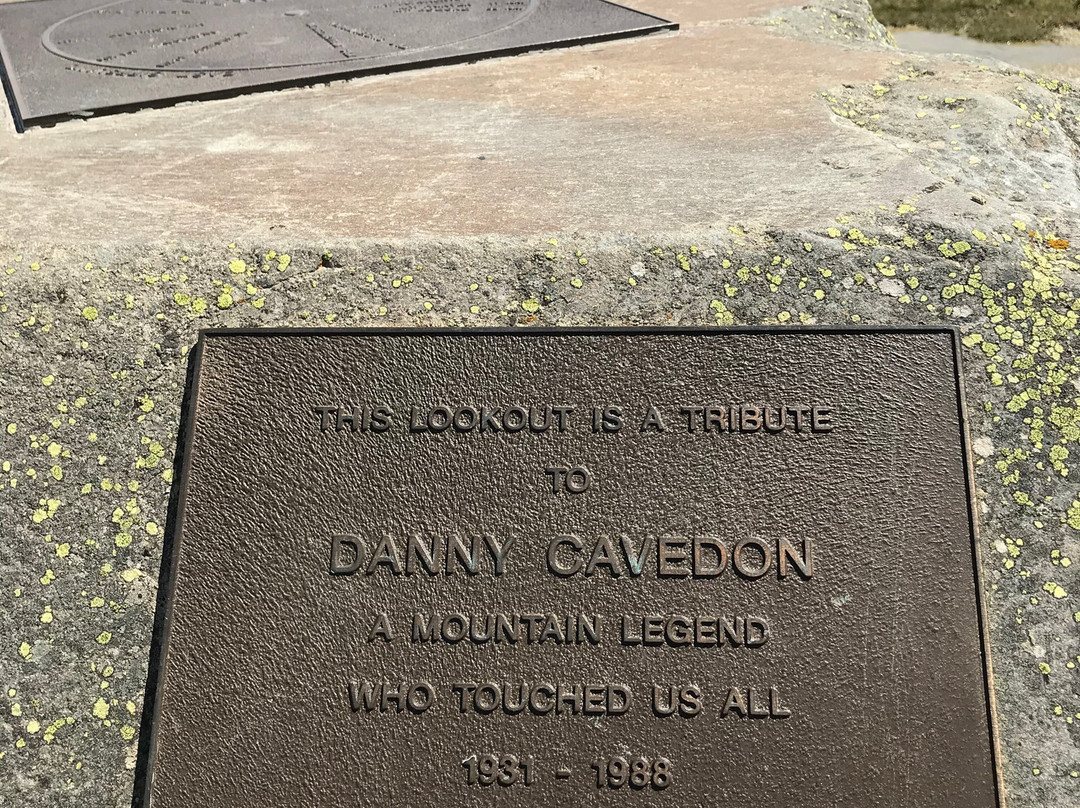 THIS LOOKOUT IS A TRIBUTE
TO
DANNY CAVEDON
A MOUNTAIN LEGEND
WHO TOUCHED US ALL
1931 - 1988